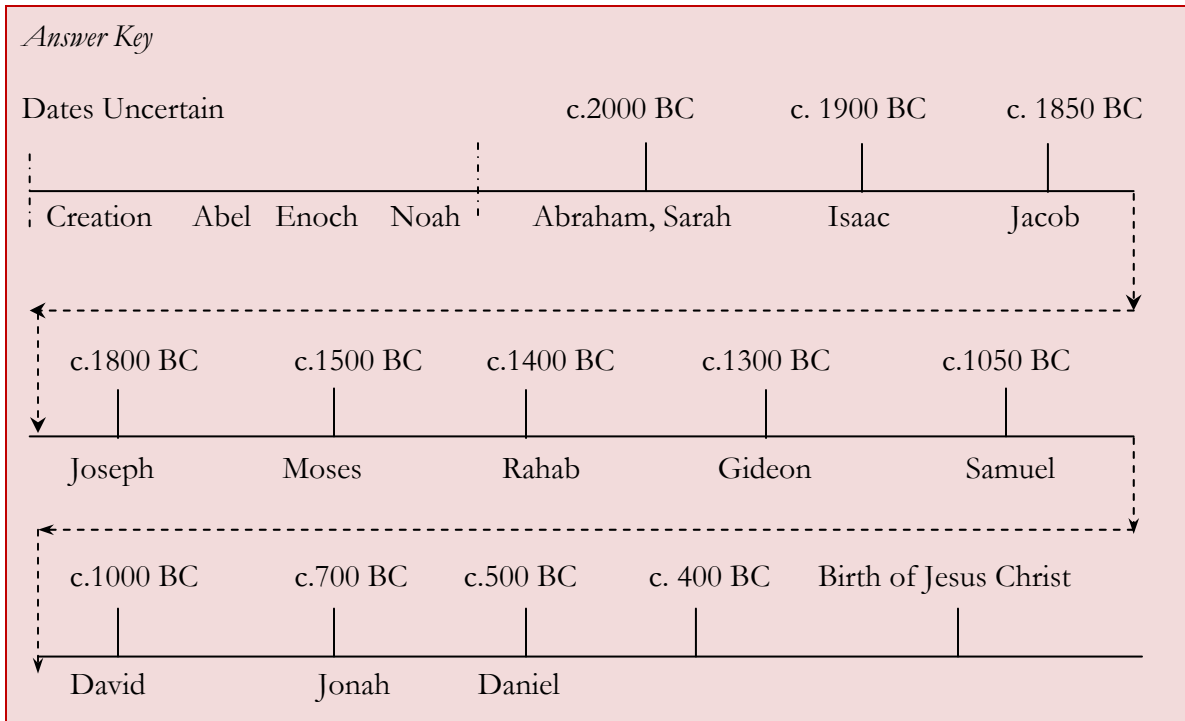 Answer Key
Dates Uncertain c.2000 BC c. 1900 BC c. 1850 BC
Creation Abel Enoch Noah Abraham, Sarah Isaac Jacob
c.1800 BC c.1500 BC c.1400 BC c.1300 BC c.1050 BC
Joseph Moses Rahab Gideon Samuel
c.1000 BC c.700 BC c.500 BC c. 400 BC Birth of Jesus Christ
David Jonah Daniel